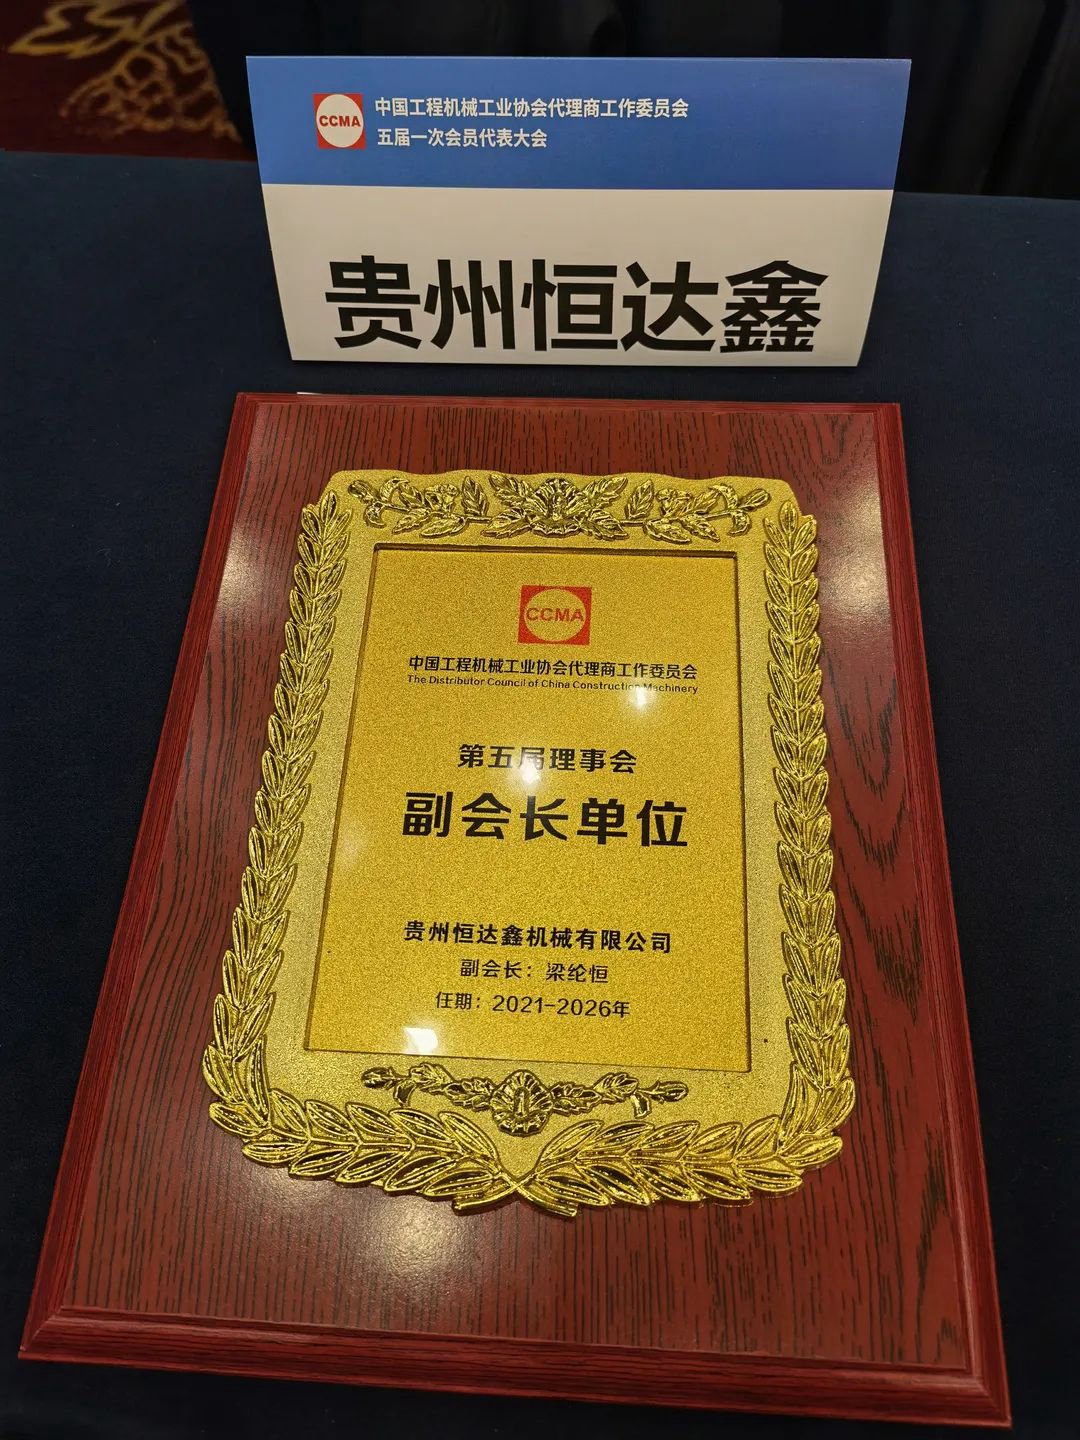 CCMA
中国工程机械工业协会代理商工作委员会
五届一次会员代表大会
贵州恒达鑫
CCMA
中国工程机械工业协会代理商工作委员会
The Distributor Council of China Construction Machinery
第五届理事会
副会长单位
贵州恒达鑫机械有限公司
副会长：梁纶恒
任期：2021-2026年